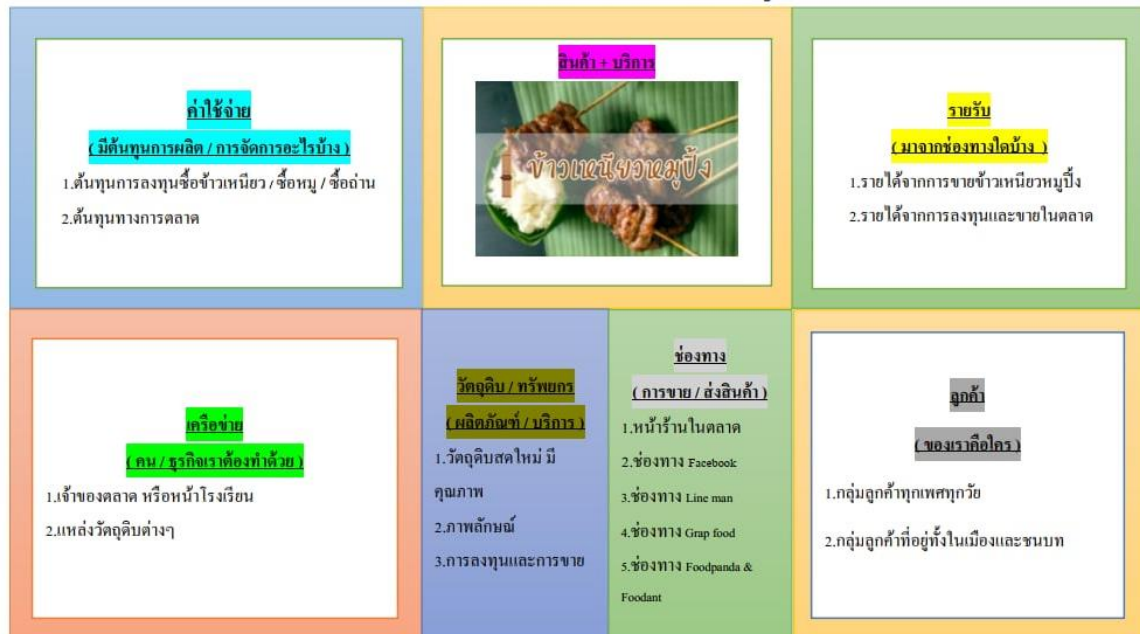 ค่าใช้จ่าย
( มีต้นทุนการผลิต / การจัดการอะไรบ้าง )
1.ต้นทุนการลงทุนซื้อข้าวเหนียว / ซื้อหมู / ซื้อถ่าน
2.ต้นทุนทางการตลาด
สินค้า + บริการ
ข้าวเหนียวหมูปิ้ง
รายรับ
( มาจากช่องทางใดบ้าง )
1.รายได้จากการขายข้าวเหนียวหมูปิ้ง
2.รายได้จากการลงทุนและขายในตลาด
เครือข่าย
( คน / ธุรกิจเราต้องทำด้วย )
1.เจ้าของตลาด หรือหน้าโรงเรียน
2.แหล่งวัตถุดิบต่างๆ
วัตถุดิบ / ทรัพยกร
( ผลิตภัณฑ์ / บริการ )
1.วัตถุดิบสดใหม่ มี
คุณภาพ
2.ภาพลักษณ์
3.การลงทุนและการขาย
ช่องทาง
( การขาย / ส่งสินค้า )
1.หน้าร้านในตลาด
2.ช่องทาง Facebook
3.ช่องทาง Line man
4.ช่องทาง Grap food
5.ช่องทาง Foodpanda &
Foodant
ลูกค้า
( ของเราคือใคร )
1.กลุ่มลูกค้าทุกเพศทุกวัย
2.กลุ่มลูกค้าที่อยู่ทั้งในเมืองและชนบท